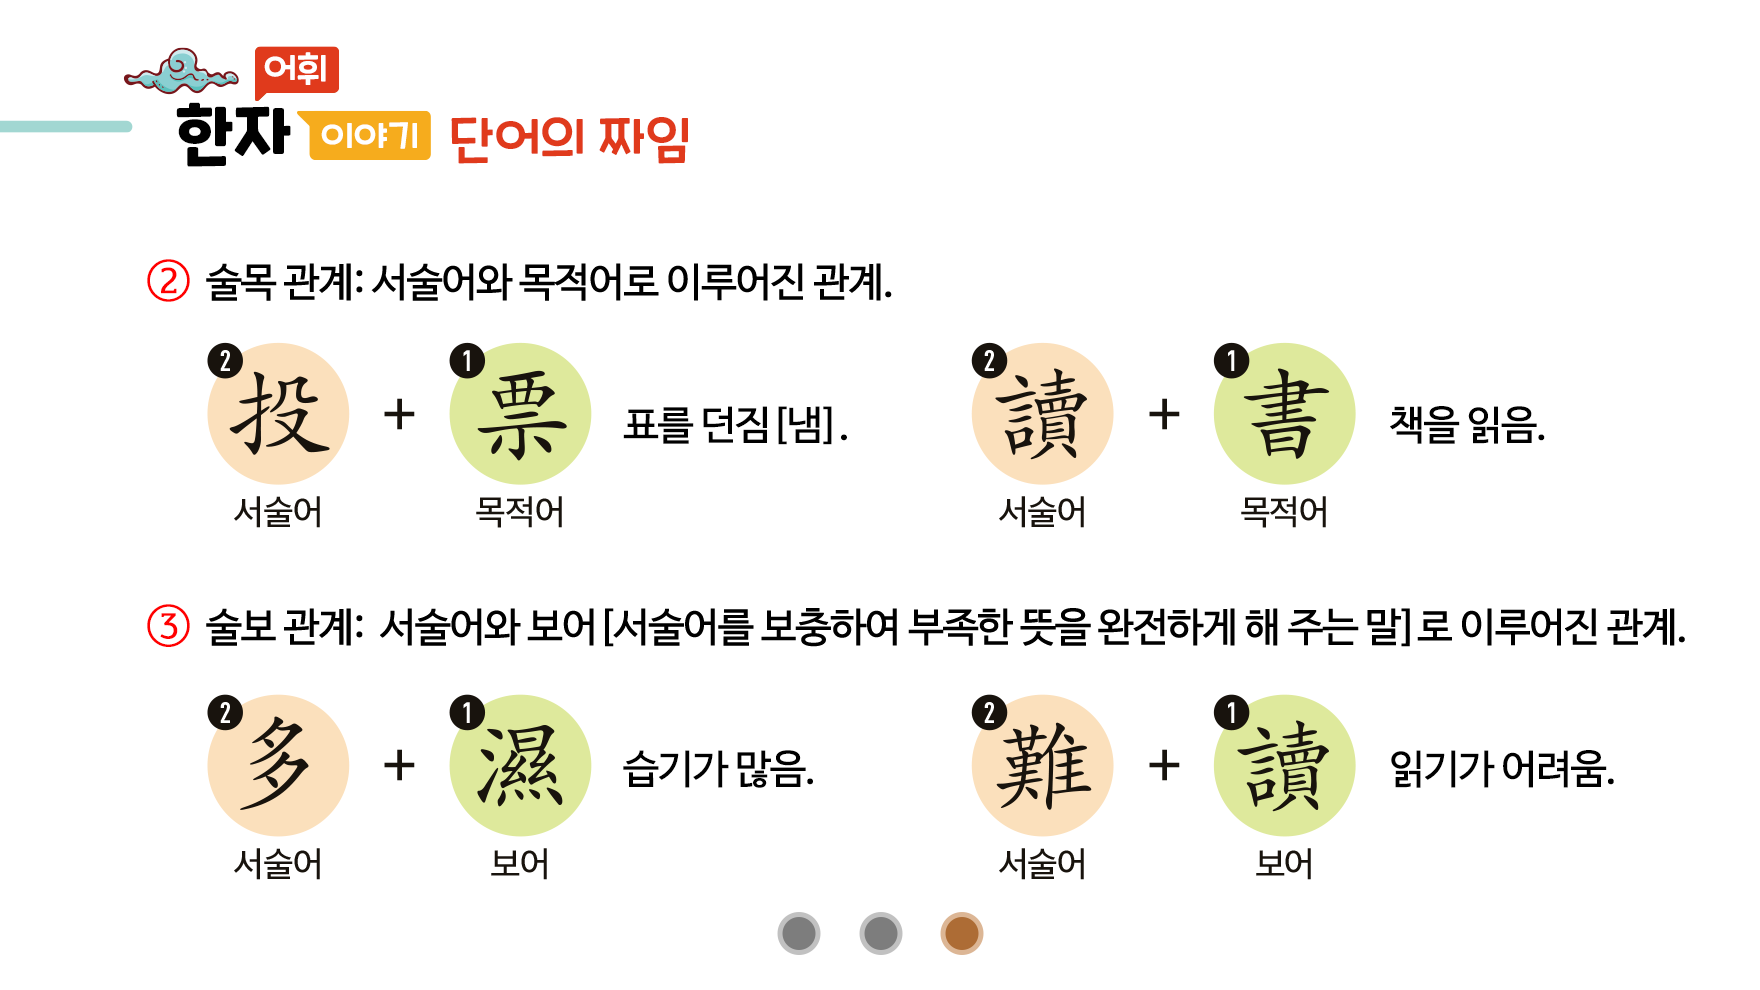 어휘
한자 이야기 단어의 짜임
② 술목 관계: 서술어와 목적어로 이루어진 관계.
2 投 + 1 票 표를 던짐[냄]. 2 讀 + 1 書 책을 읽음.
서술어 목적어 서술어 목적어
③ 술보 관계: 서술어와 보어[서술어를 보충하여 부족한 뜻을 완전하게 해 주는 말]로 이루어진 관계.
2 多 + 1 濕 습기가 많음. 2 難 + 1 讀 읽기가 어려움.
서술어 보어 서술어 보어